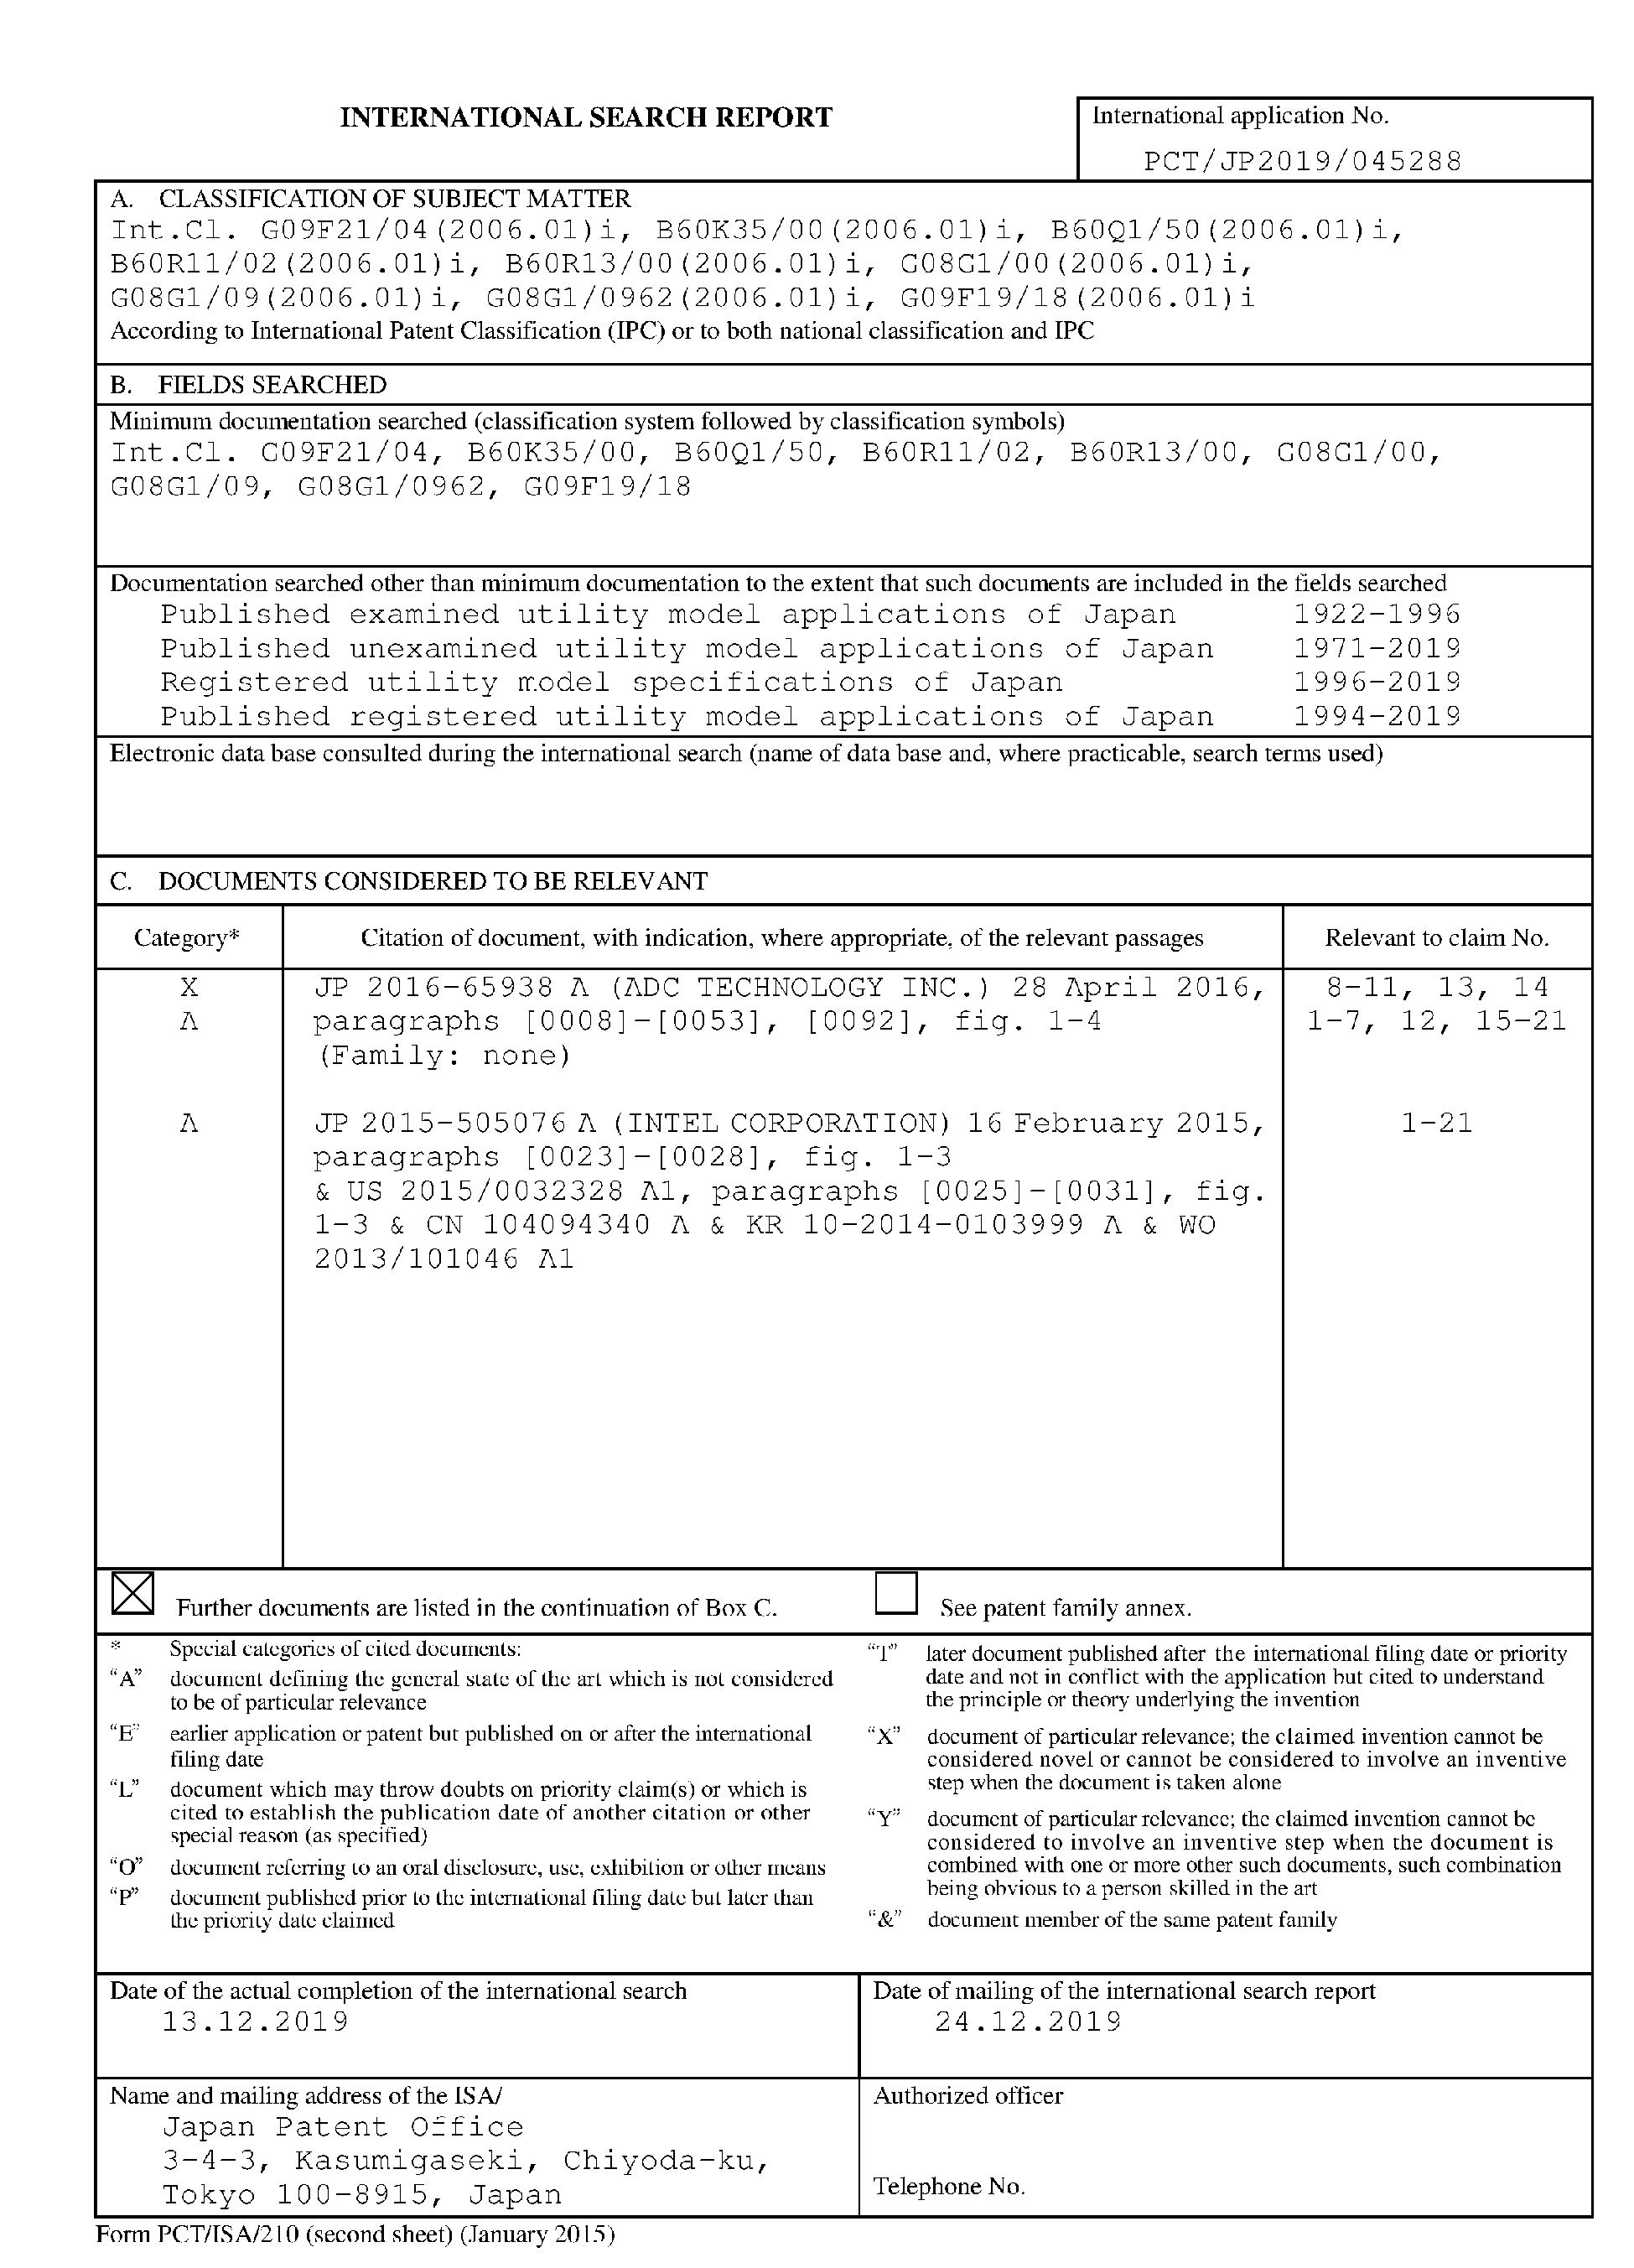 INTERNATIONAL SEARCH REPORT
International application No.
PCT/JP2019/045288
A. CLASSIFICATION OF SUBJECT MATTER
Int.Cl. G09F21/04(2006.01)i, B60K35/00(2006.01)i, B60Q1/50(2006.01)i,
B60R11/02(2006.01)i, B60R13/00(2006.01)i, G08G1/00(2006.01)i,
G08G1/09(2006.01)i, G08G1/0962(2006.01)i, G09F19/18(2006.01)i
According to International Patent Classification (IPC) or to both national classification and IPC
B. FIELDS SEARCHED
Minimum documentation searched (classification system followed by classification symbols)
Int.Cl. G09F21/04, B60K35/00, B60Q1/50, B60R11/02, B60R13/00, G08G1/00,
G08G1/09, G08G1/0962, G09F19/18
Documentation searched other than minimum documentation to the extent that such documents are included in the fields searched
Published examined utility model applications of Japan 1922-1996
Published unexamined utility model applications of Japan 1971-2019
Registered utility model specifications of Japan 1996-2019
Published registered utility model applications of Japan 1994-2019
Electronic data base consulted during the international search (name of data base and, where practicable, search terms used)
C. DOCUMENTS CONSIDERED TO BE RELEVANT
Category* Citation of document, with indication, where appropriate, of the relevant passages Relevant to claim No.
X JP 2016-65938 A (ADC TECHNOLOGY INC.) 28 April 2016, 8-11, 13, 14
A paragraphs [0008]-[0053], [0092], fig. 1-4 1-7, 12, 15-21
(Family: none)
A JP 2015-505076 A (INTEL CORPORATION) 16 February 2015, 1-21
paragraphs [0023]-[0028], fig. 1-3
& US 2015/0032328 A1, paragraphs [0025]-[0031], fig.
1-3 & CN 104094340 A & KR 10-2014-0103999 A & WO
2013/101046 A1
Further documents are listed in the continuation of Box C.
See patent family annex.
* Special categories of cited documents:
"A" document defining the general state of the art which is not considered
to be of particular relevance
"E" earlier application or patent but published on or after the international
filing date
"L" document which may throw doubts on priority claim(s) or which is
cited to establish the publication date of another citation or other
special reason (as specified)
"O" document referring to an oral disclosure, use, exhibition or other means
"P" document published prior to the international filing date but later than
the priority date claimed
"T" later document published after the international filing date or priority
date and not in conflict with the application but cited to understand
the principle or theory underlying the invention
"X" document of particular relevance; the claimed invention cannot be
considered novel or cannot be considered to involve an inventive
step when the document is taken alone
"Y" document of particular relevance; the claimed invention cannot be
considered to involve an inventive step when the document is
combined with one or more other such documents, such combination
being obvious to a person skilled in the art
"&" document member of the same patent family
Date of the actual completion of the international search
13.12.2019
Date of mailing of the international search report
24.12.2019
Name and mailing address of the ISA/
Japan Patent Office
3-4-3, Kasumigaseki, Chiyoda-ku,
Tokyo 100-8915, Japan
Authorized officer
Telephone No.
Form PCT/ISA/210 (second sheet) (January 2015)